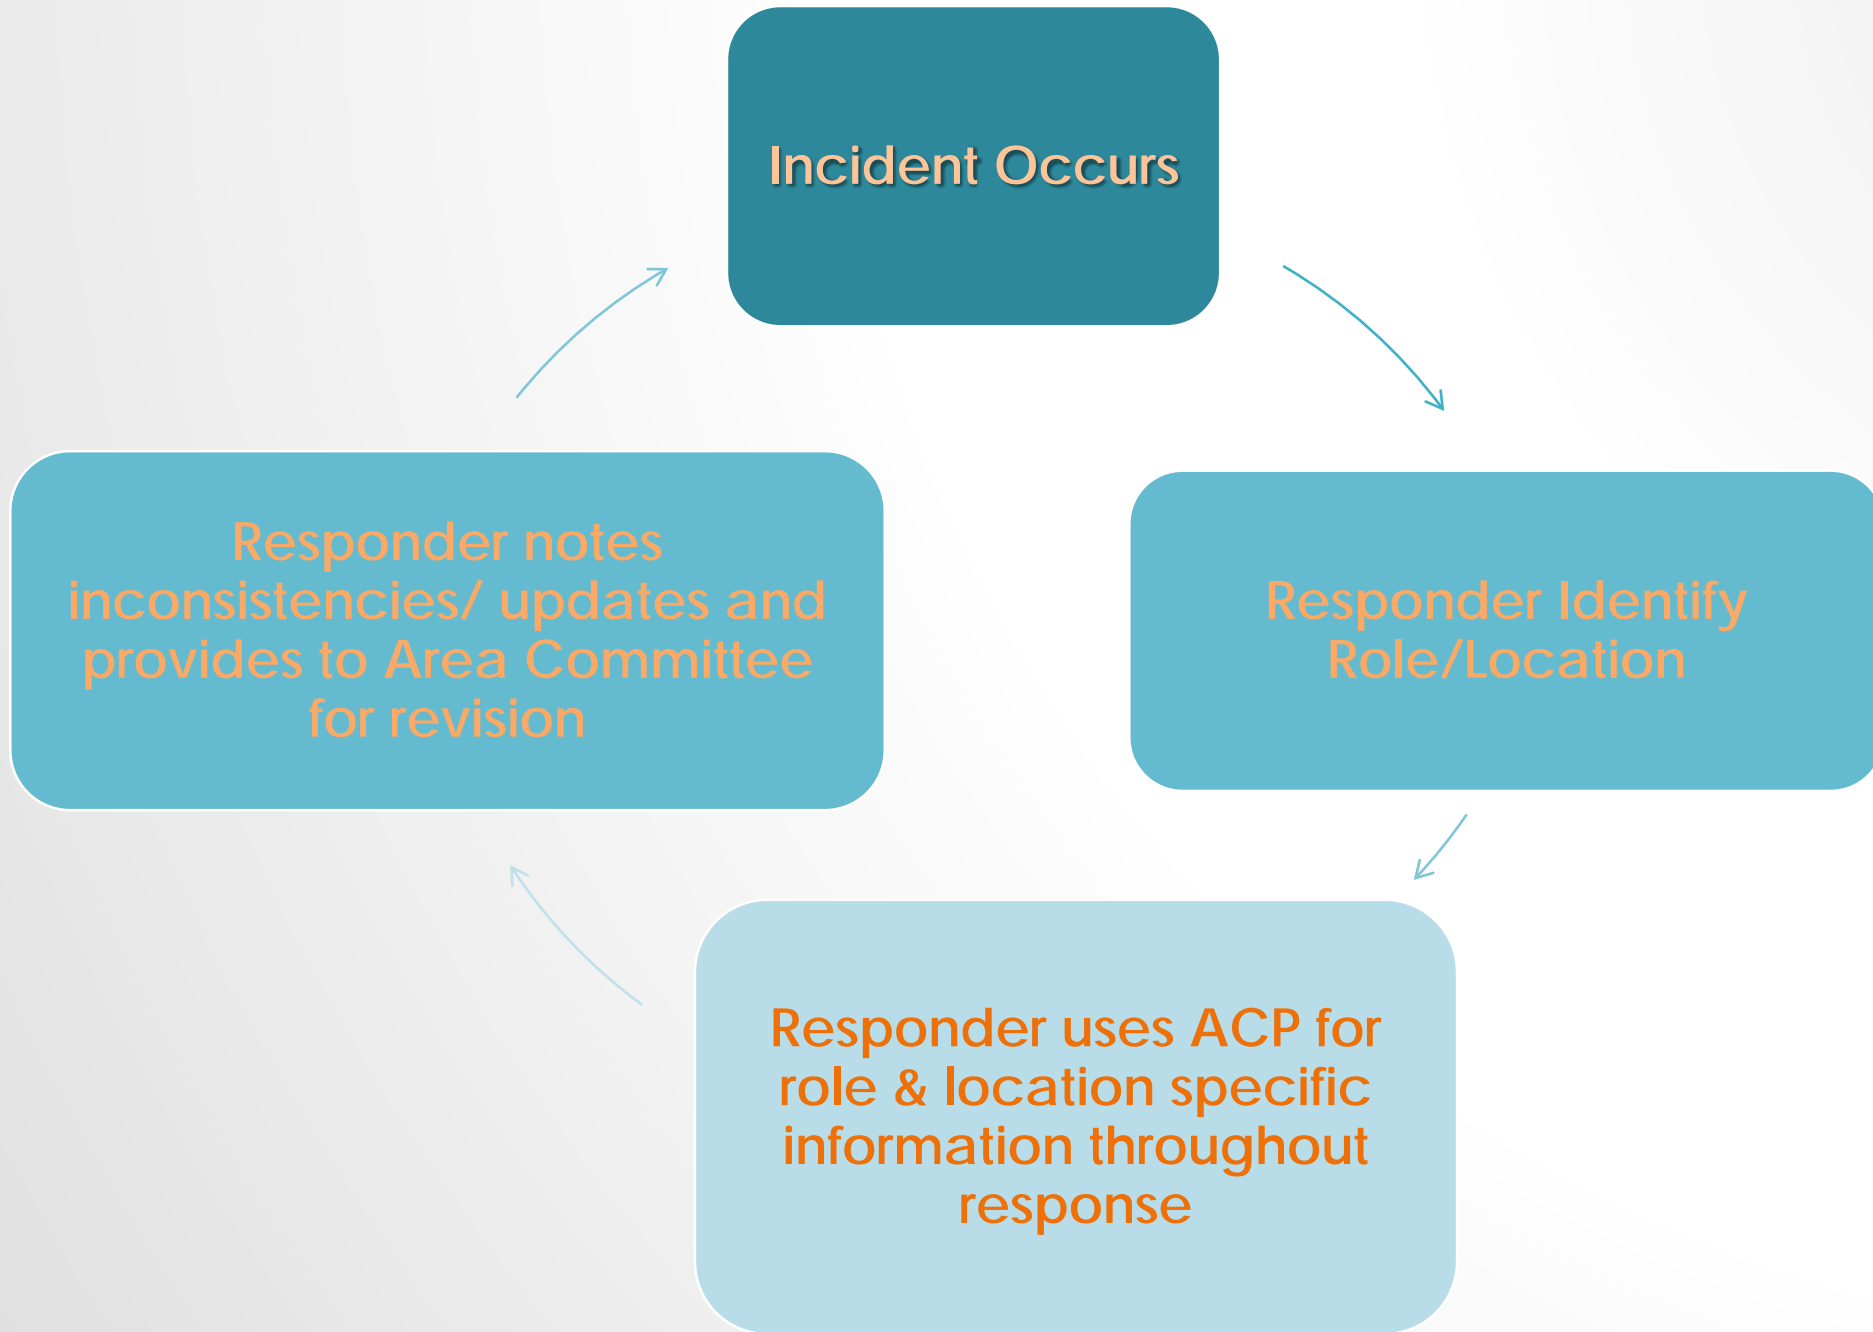 Incident Occurs
Responder Identify
Role/Location
Responder uses ACP for
role & location specific
information throughout
response
Responder notes
inconsistencies/ updates and
provides to Area Committee
for revision